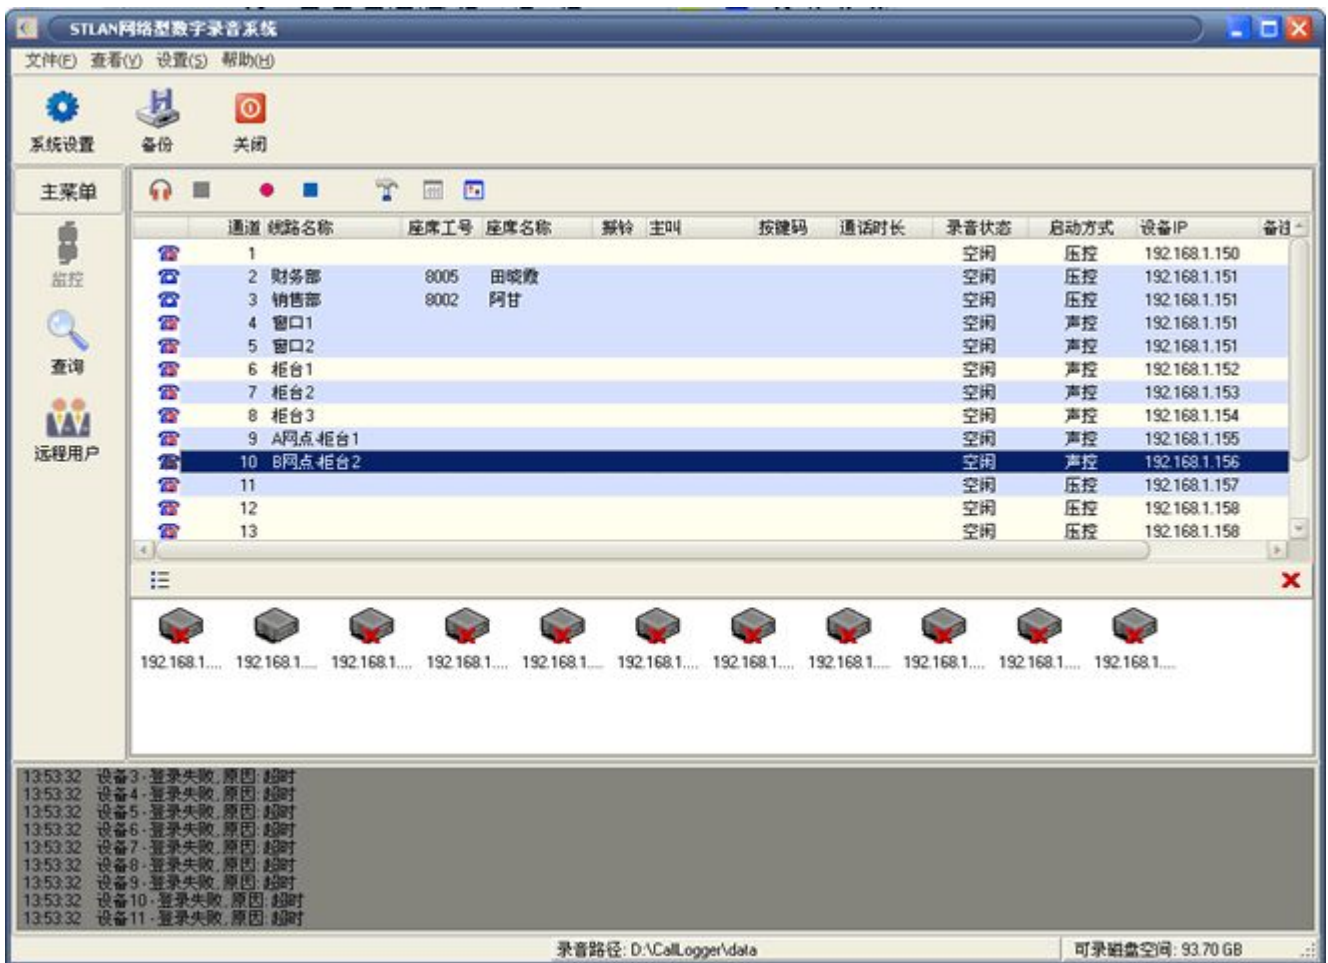 STLAN网络型数字录音系统
文件(F) 查看(V) 设置(S) 帮助(H)
系统设置 备份 关闭
主菜单
监控
查询
远程用户
通道 线路名称 座席工号 座席名称 振铃 主叫 按键码 通话时长 录音状态 启动方式 设备IP 备注
1 空闲 压控 192.168.1.150
2 财务部 8005 田晓霞 空闲 压控 192.168.1.151
3 销售部 8002 阿甘 空闲 压控 192.168.1.151
4 窗口1 空闲 声控 192.168.1.151
5 窗口2 空闲 声控 192.168.1.151
6 柜台1 空闲 声控 192.168.1.152
7 柜台2 空闲 声控 192.168.1.153
8 柜台3 空闲 声控 192.168.1.154
9 A网点-柜台1 空闲 声控 192.168.1.155
10 B网点-柜台2 空闲 声控 192.168.1.156
11 空闲 压控 192.168.1.157
12 空闲 压控 192.168.1.158
13 空闲 压控 192.168.1.158
192.168.1.... 192.168.1.... 192.168.1.... 192.168.1.... 192.168.1.... 192.168.1.... 192.168.1.... 192.168.1.... 192.168.1.... 192.168.1.... 192.168.1....
13:53:32 设备3 - 登录失败, 原因: 超时
13:53:32 设备4 - 登录失败, 原因: 超时
13:53:32 设备5 - 登录失败, 原因: 超时
13:53:32 设备6 - 登录失败, 原因: 超时
13:53:32 设备7 - 登录失败, 原因: 超时
13:53:32 设备8 - 登录失败, 原因: 超时
13:53:32 设备9 - 登录失败, 原因: 超时
13:53:32 设备10 - 登录失败, 原因: 超时
13:53:32 设备11 - 登录失败, 原因: 超时
录音路径: D:\CallLogger\data 可录磁盘空间: 93.70 GB